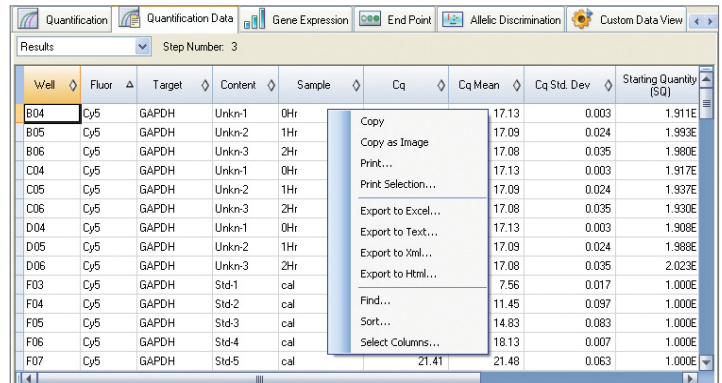 Quantification Quantification Data Gene Expression End Point Allelic Discrimination Custom Data View
Results Step Number: 3
Well Fluor Target Content Sample Cq Cq Mean Cq Std. Dev Starting Quantity (SQ)
B04 Cy5 GAPDH Unkn-1 0Hr 17.13 0.003 1.911E
B05 Cy5 GAPDH Unkn-2 1Hr 17.09 0.024 1.993E
B06 Cy5 GAPDH Unkn-3 2Hr 17.08 0.035 1.980E
C04 Cy5 GAPDH Unkn-1 0Hr 17.13 0.003 1.917E
C05 Cy5 GAPDH Unkn-2 1Hr 17.09 0.024 1.937E
C06 Cy5 GAPDH Unkn-3 2Hr 17.08 0.035 1.930E
D04 Cy5 GAPDH Unkn-1 0Hr 17.13 0.003 1.908E
D05 Cy5 GAPDH Unkn-2 1Hr 17.09 0.024 1.988E
D06 Cy5 GAPDH Unkn-3 2Hr 17.08 0.035 2.023E
F03 Cy5 GAPDH Std-1 cal 7.56 0.017 1.000E
F04 Cy5 GAPDH Std-2 cal 11.45 0.097 1.000E
F05 Cy5 GAPDH Std-3 cal 14.83 0.083 1.000E
F06 Cy5 GAPDH Std-4 cal 18.13 0.007 1.000E
F07 Cy5 GAPDH Std-5 cal 21.41 21.48 0.063 1.000E
Copy
Copy as Image
Print...
Print Selection...
Export to Excel...
Export to Text...
Export to Xml...
Export to Html...
Find...
Sort...
Select Columns...